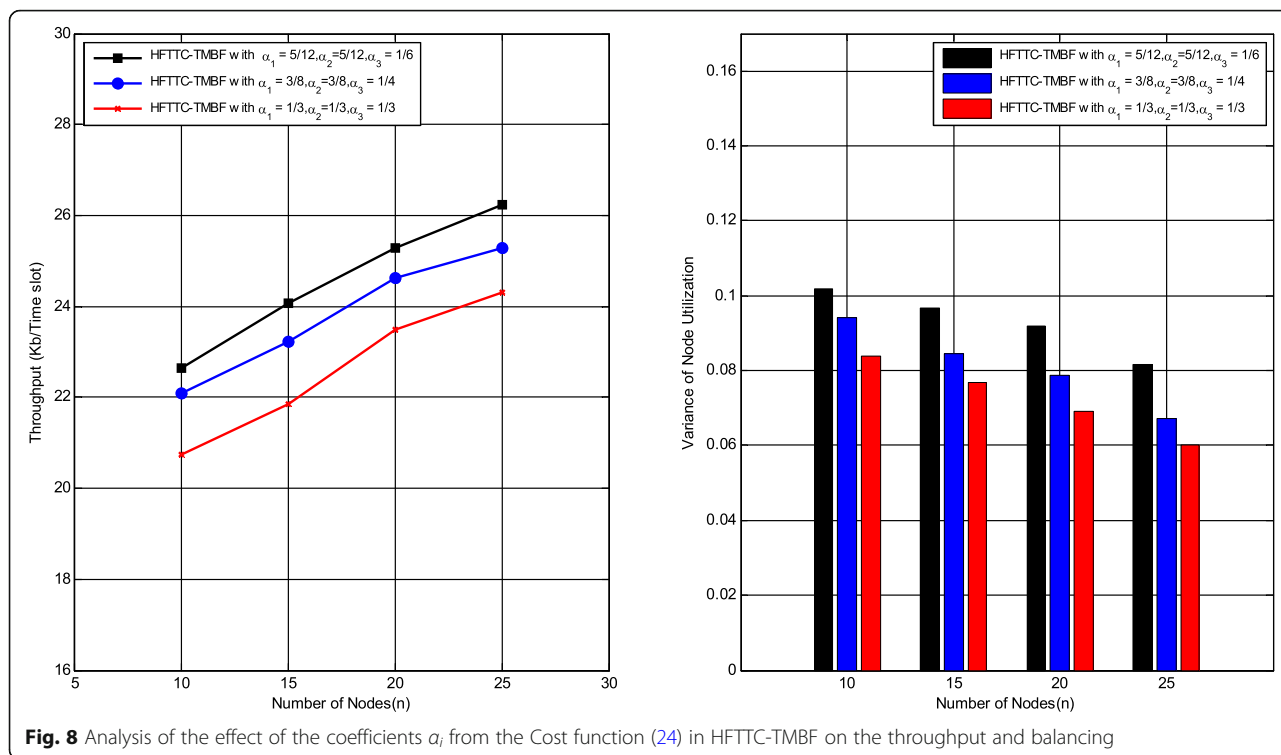 30
28
26
24
22
20
18
16
5
10
15
20
25
30
Throughput (Kb/Time slot)
Number of Nodes(n)
HFTTC-TMBF with α1 = 5/12,α2=5/12,α3 = 1/6
HFTTC-TMBF with α1 = 3/8,α2=3/8,α3 = 1/4
HFTTC-TMBF with α1 = 1/3,α2=1/3,α3 = 1/3
0.16
0.14
0.12
0.1
0.08
0.06
0.04
0.02
0
10
15
20
25
Variance of Node Utilization
Number of Nodes(n)
HFTTC-TMBF with α1 = 5/12,α2=5/12,α3 = 1/6
HFTTC-TMBF with α1 = 3/8,α2=3/8,α3 = 1/4
HFTTC-TMBF with α1 = 1/3,α2=1/3,α3 = 1/3
Fig. 8 Analysis of the effect of the coefficients αi from the Cost function (24) in HFTTC-TMBF on the throughput and balancing